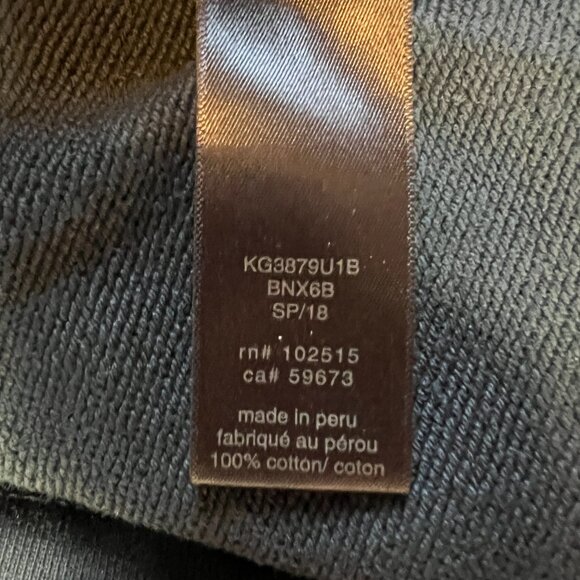 KG3879U1B
BNX6B
SP/18
rn# 102515
ca# 59673
made in peru
fabriqué au pérou
100% cotton/ coton